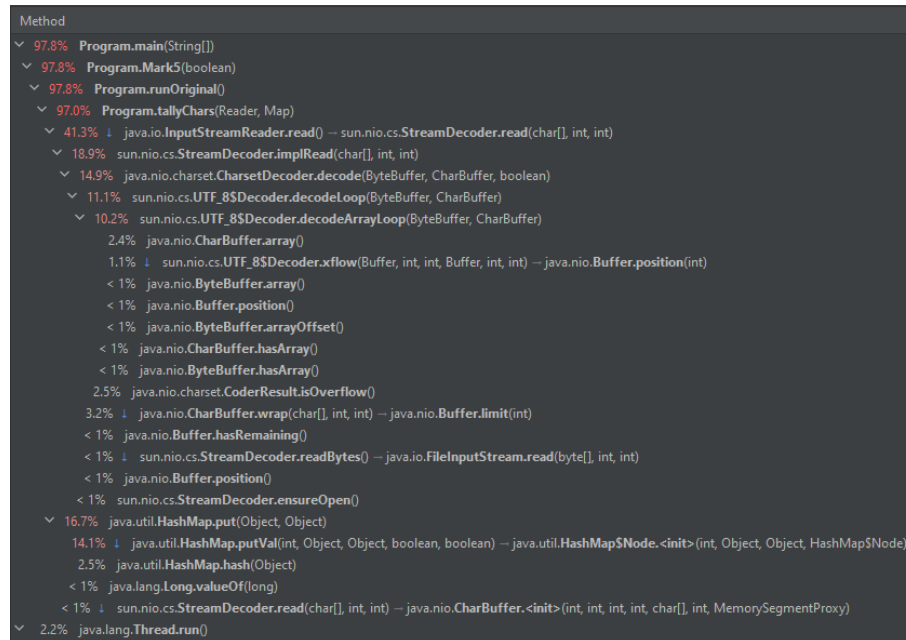 Method
97.8% Program.main(String[])
97.8% Program.Mark5(boolean)
97.8% Program.runOriginal()
97.0% Program.tallyChars(Reader, Map)
41.3% ↓ java.io.InputStreamReader.read() → sun.nio.cs.StreamDecoder.read(char[], int, int)
18.9% sun.nio.cs.StreamDecoder.implRead(char[], int, int)
14.9% java.nio.charset.CharsetDecoder.decode(ByteBuffer, CharBuffer, boolean)
11.1% sun.nio.cs.UTF_8$Decoder.decodeLoop(ByteBuffer, CharBuffer)
10.2% sun.nio.cs.UTF_8$Decoder.decodeArrayLoop(ByteBuffer, CharBuffer)
2.4% java.nio.CharBuffer.array()
1.1% ↓ sun.nio.cs.UTF_8$Decoder.xflow(Buffer, int, int, Buffer, int, int) → java.nio.Buffer.position(int)
< 1% java.nio.ByteBuffer.array()
< 1% java.nio.Buffer.position()
< 1% java.nio.ByteBuffer.arrayOffset()
< 1% java.nio.CharBuffer.hasArray()
< 1% java.nio.ByteBuffer.hasArray()
2.5% java.nio.charset.CoderResult.isOverflow()
3.2% ↓ java.nio.CharBuffer.wrap(char[], int, int) → java.nio.Buffer.limit(int)
< 1% java.nio.Buffer.hasRemaining()
< 1% ↓ sun.nio.cs.StreamDecoder.readBytes() → java.io.FileInputStream.read(byte[], int, int)
< 1% java.nio.Buffer.position()
< 1% sun.nio.cs.StreamDecoder.ensureOpen()
16.7% java.util.HashMap.put(Object, Object)
14.1% ↓ java.util.HashMap.putVal(int, Object, Object, boolean, boolean) → java.util.HashMap$Node.<init>(int, Object, Object, HashMap$Node)
2.5% java.util.HashMap.hash(Object)
< 1% java.lang.Long.valueOf(long)
< 1% ↓ sun.nio.cs.StreamDecoder.read(char[], int, int) → java.nio.CharBuffer.<init>(int, int, int, int, char[], int, MemorySegmentProxy)
2.2% java.lang.Thread.run()